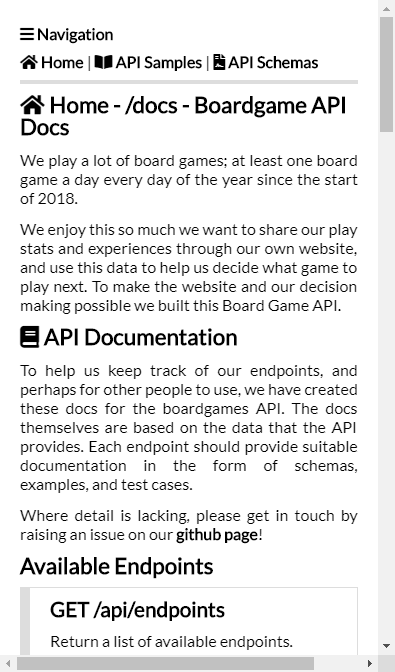 Navigation
Home | API Samples | API Schemas
Home - /docs - Boardgame API
Docs
We play a lot of board games; at least one board
game a day every day of the year since the start
of 2018.
We enjoy this so much we want to share our play
stats and experiences through our own website,
and use this data to help us decide what game to
play next. To make the website and our decision
making possible we built this Board Game API.
API Documentation
To help us keep track of our endpoints, and
perhaps for other people to use, we have created
these docs for the boardgames API. The docs
themselves are based on the data that the API
provides. Each endpoint should provide suitable
documentation in the form of schemas,
examples, and test cases.
Where detail is lacking, please get in touch by
raising an issue on our github page!
Available Endpoints
GET /api/endpoints
Return a list of available endpoints.